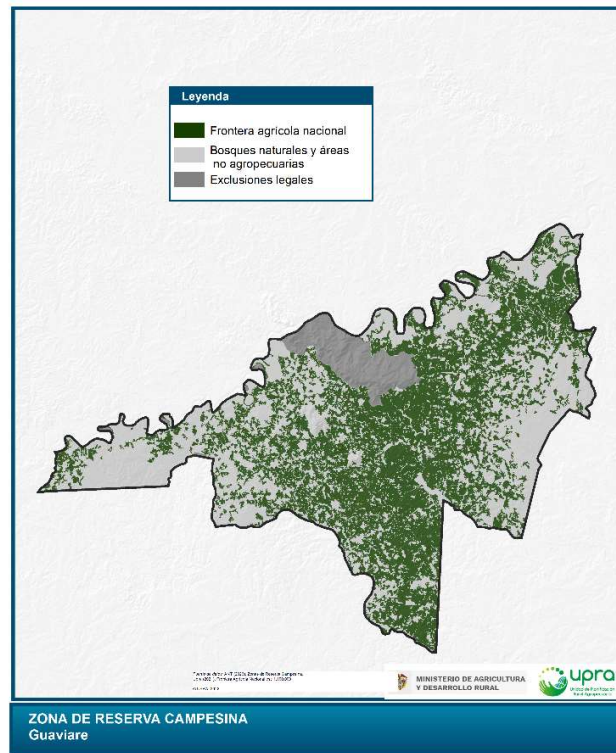 Leyenda
Frontera agrícola nacional
Bosques naturales y áreas
no agropecuarias
Exclusiones legales
MINISTERIO DE AGRICULTURA
Y DESARROLLO RURAL
upra
ZONA DE RESERVA CAMPESINA
Guaviare